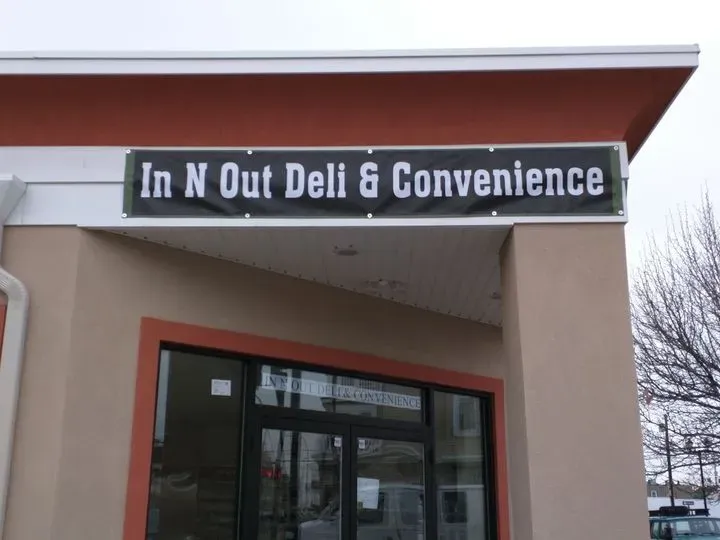 In N Out Deli & Convenience
IN N OUT DELI & CONVENIENCE